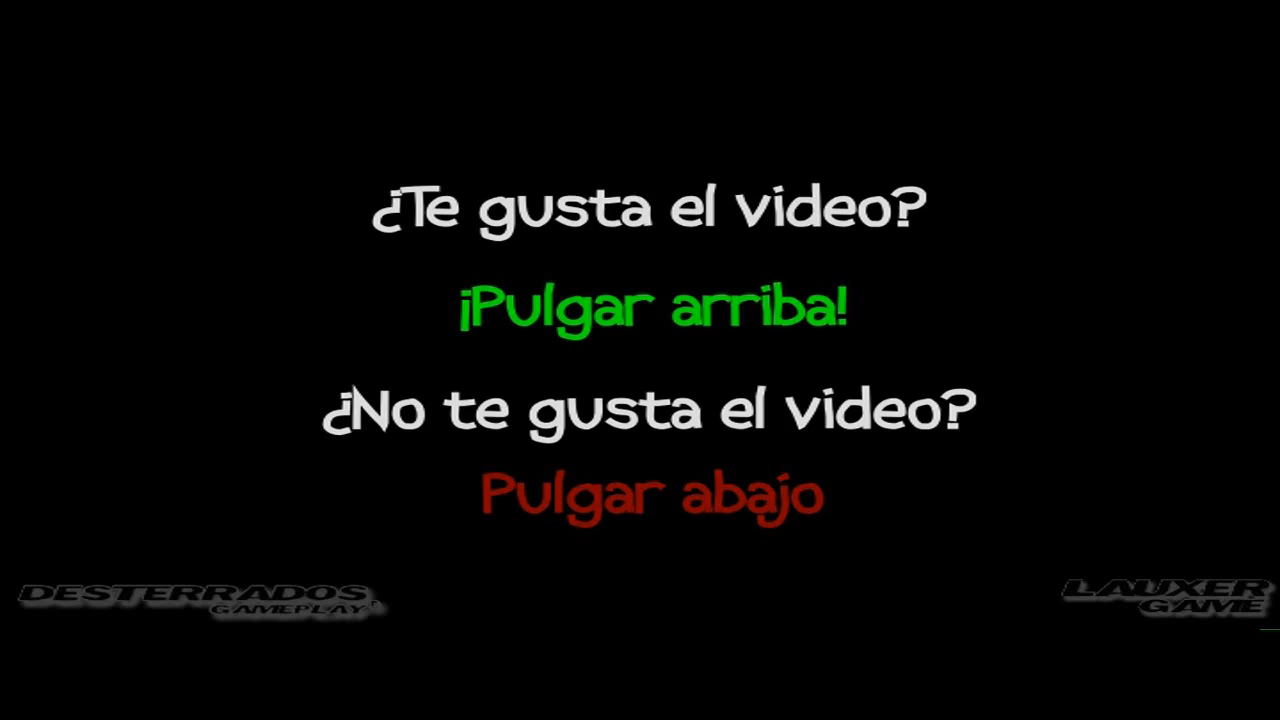 ¿Te gusta el video?
¡Pulgar arriba!
¿No te gusta el video?
Pulgar abajo
DESTERRADOS
GAMEPLAY
LAUXER
GAME